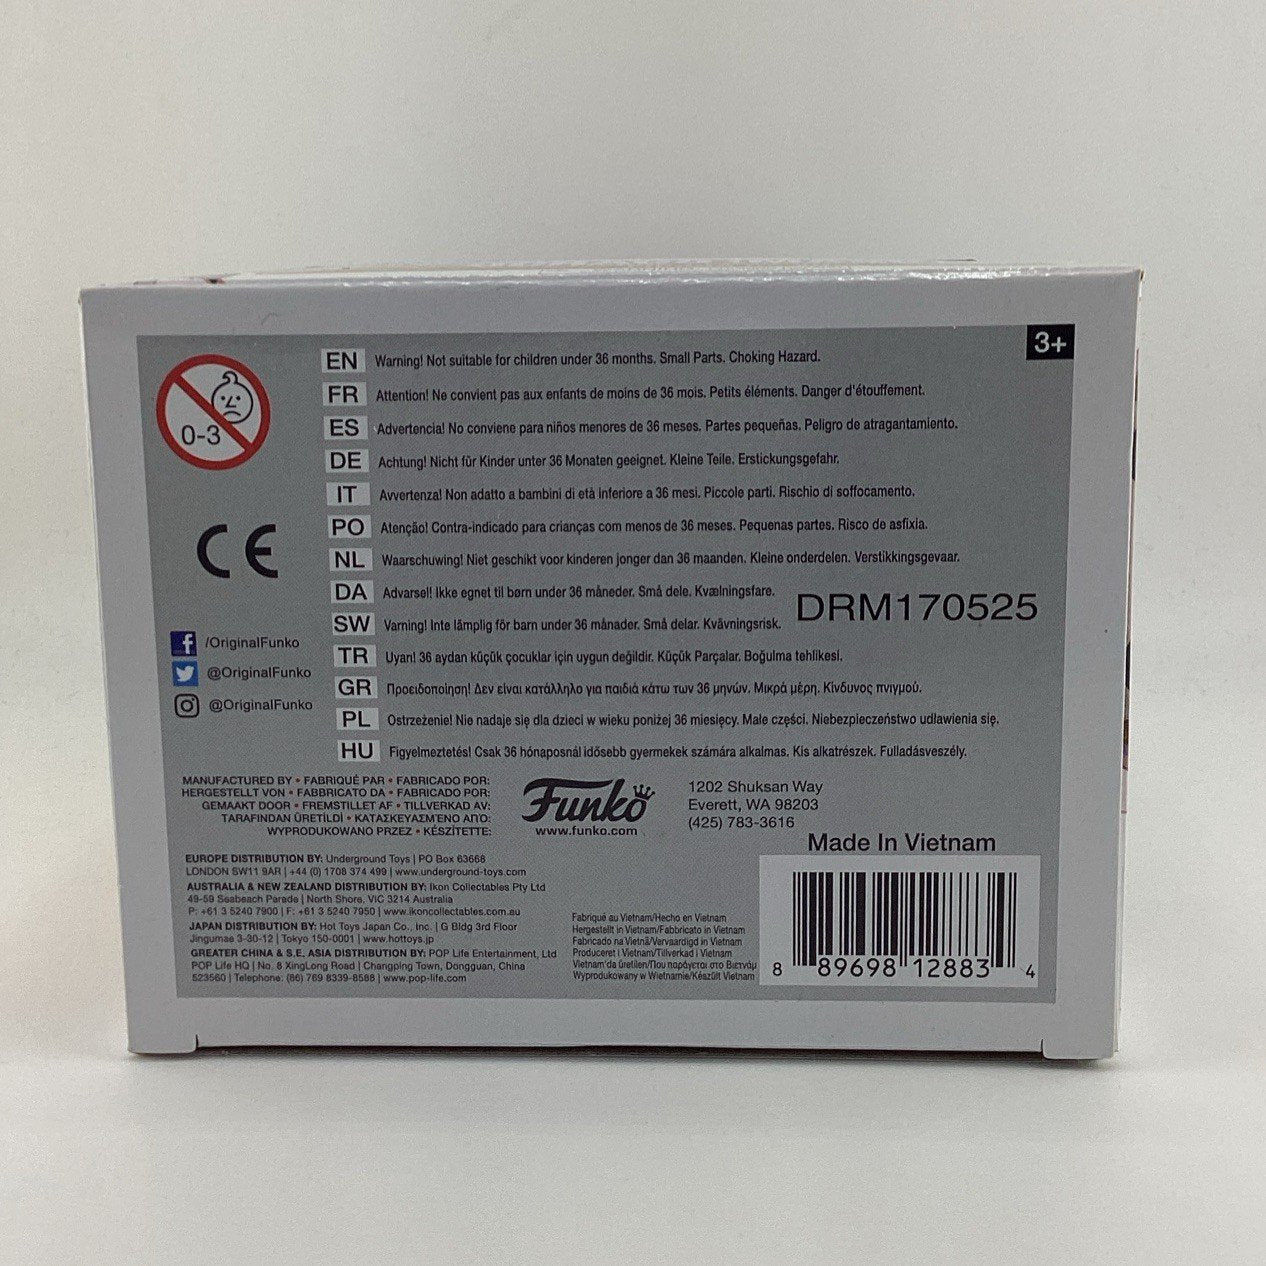 3+
0-3
EN Warning! Not suitable for children under 36 months. Small Parts. Choking Hazard.
FR Attention! Ne convient pas aux enfants de moins de 36 mois. Petits éléments. Danger d'étouffement.
ES Advertencia! No conviene para niños menores de 36 meses. Partes pequeñas. Peligro de atragantamiento.
DE Achtung! Nicht für Kinder unter 36 Monaten geeignet. Kleine Teile. Erstickungsgefahr.
IT Avvertenza! Non adatto a bambini di età inferiore a 36 mesi. Piccole parti. Rischio di soffocamento.
PO Atenção! Contra-indicado para crianças com menos de 36 meses. Pequenas partes. Risco de asfixia.
NL Waarschuwing! Niet geschikt voor kinderen jonger dan 36 maanden. Kleine onderdelen. Verstikkingsgevaar.
DA Advarsel! Ikke egnet til børn under 36 måneder. Små dele. Kvælningsfare.
SW Varning! Inte lämplig för barn under 36 månader. Små delar. Kvävningsrisk.
TR Uyarı! 36 aydan küçük çocuklar için uygun değildir. Küçük Parçalar. Boğulma tehlikesi.
GR Προειδοποίηση! Δεν είναι κατάλληλο για παιδιά κάτω των 36 μηνών. Μικρά μέρη. Κίνδυνος πνιγμού.
PL Ostrzeżenie! Nie nadaje się dla dzieci w wieku poniżej 36 miesięcy. Małe części. Niebezpieczeństwo udławienia się.
HU Figyelmeztetés! Csak 36 hónaposnál idősebb gyermekek számára alkalmas. Kis alkatrészek. Fulladásveszély.
CE
DRM170525
/OriginalFunko
@OriginalFunko
@OriginalFunko
MANUFACTURED BY • FABRIQUÉ PAR • FABRICADO POR:
HERGESTELLT VON • FABBRICATO DA • FABRICADO POR:
GEMAAKT DOOR • FREMSTILLET AF • TILLVERKAD AV:
TARAFINDAN ÜRETİLDİ • ΚΑΤΑΣΚΕΥΑΣΜΈΝΟ ΑΠΌ:
WYPRODUKOWANO PRZEZ • KÉSZÍTETTE:
Funko
www.funko.com
1202 Shuksan Way
Everett, WA 98203
(425) 783-3616
Made In Vietnam
EUROPE DISTRIBUTION BY: Underground Toys | PO Box 63668
LONDON SW11 9AR | +44 (0) 1708 374 499 | www.underground-toys.com
AUSTRALIA & NEW ZEALAND DISTRIBUTION BY: Ikon Collectables Pty Ltd
49-59 Seabeach Parade | North Shore, VIC 3214 Australia
P: +61 3 5240 7900 | F: +61 3 5240 7950 | www.ikoncollectables.com.au
JAPAN DISTRIBUTION BY: Hot Toys Japan Co., Inc. | G Bldg 3rd Floor
Jingumae 3-30-12 | Tokyo 150-0001 | www.hottoys.jp
GREATER CHINA & S.E. ASIA DISTRIBUTION BY: POP Life Entertainment, Ltd
POP Life HQ | No. 8 XingLong Road | Changping Town, Dongguan, China
523560 | Telephone: (86) 769 8339-8588 | www.pop-life.com
Fabriqué au Vietnam/Hecho en Vietnam
Hergestellt in Vietnam/Fabbricato in Vietnam
Fabricado na Vietnã/Vervaardigd in Vietnam
Produceret i Vietnam/Tillverkad i Vietnam
Vietnam'da üretilen/Που παράγεται στο Βιετνάμ
Wyprodukowany w Wietnamie/Készült Vietnam
8 89698 12883 4